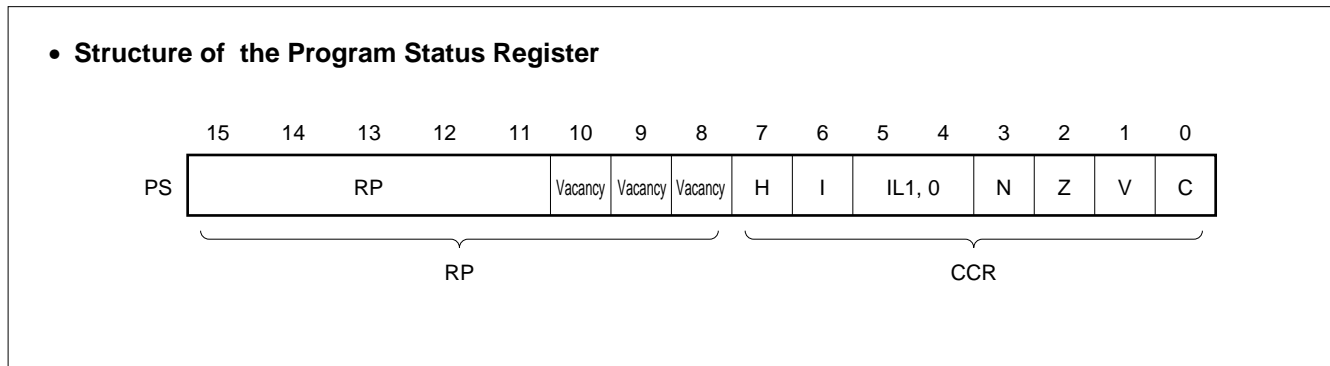 • Structure of the Program Status Register
15 14 13 12 11 10 9 8 7 6 5 4 3 2 1 0
PS RP Vacancy Vacancy Vacancy H I IL1, 0 N Z V C
RP CCR